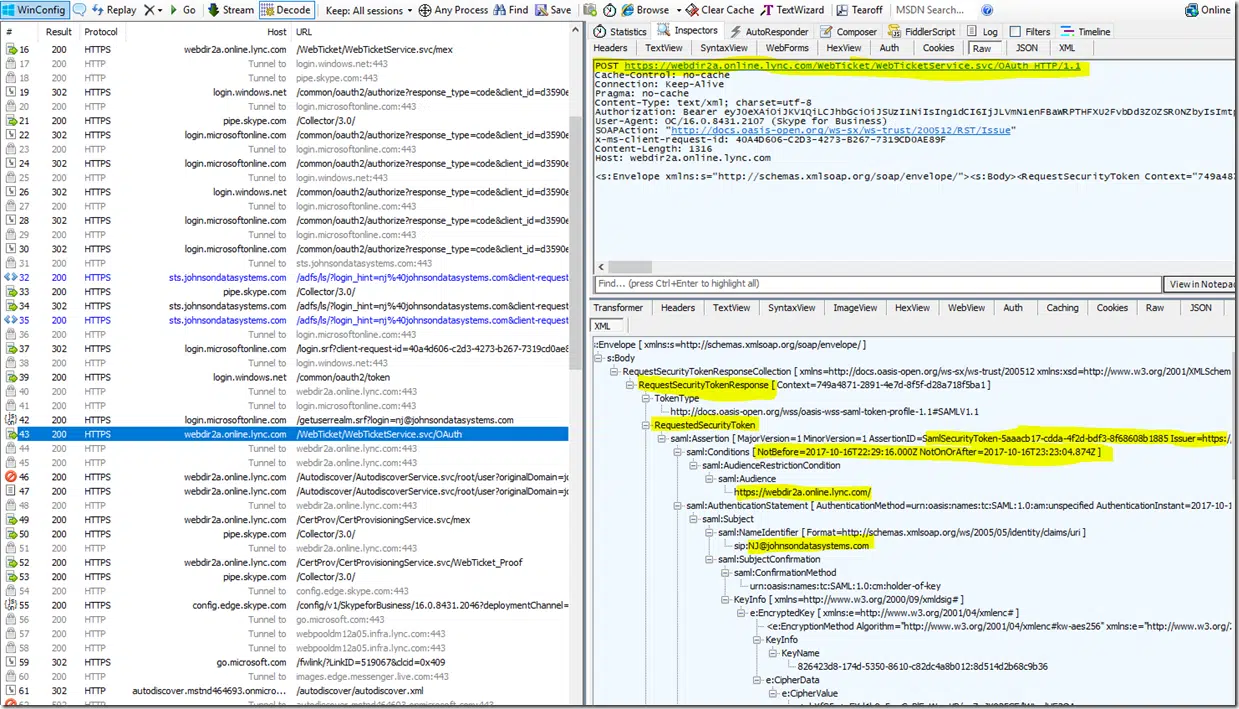 WinConfig Replay X Go Stream Decode Keep: All sessions Any Process Find Save Browse Clear Cache TextWizard Tearoff MSDN Search... Online
# Result Protocol Host URL
16 200 HTTPS webdir2a.online.lync.com /WebTicket/WebTicketService.svc/mex
17 200 HTTP Tunnel to login.windows.net:443
18 200 HTTP Tunnel to pipe.skype.com:443
19 302 HTTPS login.windows.net /common/oauth2/authorize?response_type=code&client_id=d3590e
20 200 HTTP Tunnel to login.microsoftonline.com:443
21 200 HTTPS pipe.skype.com /Collector/3.0/
22 302 HTTPS login.microsoftonline.com /common/oauth2/authorize?response_type=code&client_id=d3590e
23 200 HTTP Tunnel to login.microsoftonline.com:443
24 302 HTTPS login.microsoftonline.com /common/oauth2/authorize?response_type=code&client_id=d3590e
25 200 HTTP Tunnel to login.windows.net:443
26 302 HTTPS login.windows.net /common/oauth2/authorize?response_type=code&client_id=d3590e
27 200 HTTP Tunnel to login.microsoftonline.com:443
28 302 HTTPS login.microsoftonline.com /common/oauth2/authorize?response_type=code&client_id=d3590e
29 200 HTTP Tunnel to login.microsoftonline.com:443
30 302 HTTPS login.microsoftonline.com /common/oauth2/authorize?response_type=code&client_id=d3590e
31 200 HTTP Tunnel to sts.johnsondatasystems.com:443
32 200 HTTPS sts.johnsondatasystems.com /adfs/ls/?login_hint=nj%40johnsondatasystems.com&client-request
33 200 HTTPS pipe.skype.com /Collector/3.0/
34 302 HTTPS sts.johnsondatasystems.com /adfs/ls/?login_hint=nj%40johnsondatasystems.com&client-request
35 200 HTTPS sts.johnsondatasystems.com /adfs/ls/?login_hint=nj%40johnsondatasystems.com&client-request
36 200 HTTP Tunnel to login.microsoftonline.com:443
37 302 HTTPS login.microsoftonline.com /login.srf?client-request-id=40a4d606-c2d3-4273-b267-7319cd0ae8
38 200 HTTP Tunnel to login.windows.net:443
39 200 HTTPS login.windows.net /common/oauth2/token
40 200 HTTP Tunnel to login.microsoftonline.com:443
41 200 HTTP Tunnel to login.microsoftonline.com:443
42 200 HTTPS login.microsoftonline.com /getuserrealm.srf?login=nj@johnsondatasystems.com
43 200 HTTPS webdir2a.online.lync.com /WebTicket/WebTicketService.svc/OAuth
44 200 HTTP Tunnel to webdir2a.online.lync.com:443
45 200 HTTP Tunnel to webdir2a.online.lync.com:443
46 200 HTTPS webdir2a.online.lync.com /Autodiscover/AutodiscoverService.svc/root/user?originalDomain=jo
47 200 HTTPS webdir2a.online.lync.com /Autodiscover/AutodiscoverService.svc/root/user?originalDomain=jo
48 200 HTTP Tunnel to webdir2a.online.lync.com:443
49 200 HTTPS webdir2a.online.lync.com /CertProv/CertProvisioningService.svc/mex
50 200 HTTPS pipe.skype.com /Collector/3.0/
51 200 HTTP Tunnel to webdir2a.online.lync.com:443
52 200 HTTPS webdir2a.online.lync.com /CertProv/CertProvisioningService.svc/WebTicket_Proof
53 200 HTTPS pipe.skype.com /Collector/3.0/
54 200 HTTP Tunnel to config.edge.skype.com:443
55 200 HTTPS config.edge.skype.com /config/v1/SkypeforBusiness/16.0.8431.2046?deploymentChannel=
56 200 HTTP Tunnel to go.microsoft.com:443
57 200 HTTP Tunnel to webpooldm12a05.infra.lync.com:443
58 200 HTTP Tunnel to webpooldm12a05.infra.lync.com:443
59 302 HTTPS go.microsoft.com /fwlink/?LinkID=519067&clcid=0x409
60 200 HTTP Tunnel to images.edge.messenger.live.com:443
61 302 HTTP autodiscover.mstnd464693.onmicro... /autodiscover/autodiscover.xml
Statistics Inspectors AutoResponder Composer FiddlerScript Log Filters Timeline
Headers TextView SyntaxView WebForms HexView Auth Cookies Raw JSON XML
POST https://webdir2a.online.lync.com/WebTicket/WebTicketService.svc/OAuth HTTP/1.1
Cache-Control: no-cache
Connection: Keep-Alive
Pragma: no-cache
Content-Type: text/xml; charset=utf-8
User-Agent: OC/16.0.8431.2107 (Skype for Business)
SOAPAction: "http://docs.oasis-open.org/ws-sx/ws-trust/200512/RST/Issue"
x-ms-client-request-id: 40A4D606-C2D3-4273-B267-7319CD0AE89F
Content-Length: 1316
Host: webdir2a.online.lync.com
<s:Envelope xmlns:s="http://schemas.xmlsoap.org/soap/envelope/"><s:Body><RequestSecurityToken Context="749a487
Find... (press Ctrl+Enter to highlight all) View in Notepa
Transformer Headers TextView SyntaxView ImageView HexView WebView Auth Caching Cookies Raw JSON
XML
:Envelope [ xmlns:s=http://schemas.xmlsoap.org/soap/envelope/ ]
s:Body
RequestSecurityTokenResponseCollection [ xmlns=http://docs.oasis-open.org/ws-sx/ws-trust/200512 xmlns:xsd=http://www.w3.org/2001/XMLSchem
RequestSecurityTokenResponse [ Context=749a4871-2891-4e7d-8f5f-d28a718f5ba1 ]
TokenType
http://docs.oasis-open.org/wss/oasis-wss-saml-token-profile-1.1#SAMLV1.1
RequestedSecurityToken
saml:Assertion [ MajorVersion=1 MinorVersion=1 AssertionID=SamlSecurityToken-5aaacb17-cdda-4f2d-bdf3-8f68608b1885 Issuer=https:/
saml:Conditions [ NotBefore=2017-10-16T22:29:16.000Z NotOnOrAfter=2017-10-16T23:23:04.874Z ]
saml:AudienceRestrictionCondition
saml:Audience
https://webdir2a.online.lync.com/
saml:AuthenticationStatement [ AuthenticationMethod=urn:oasis:names:tc:SAML:1.0:am:unspecified AuthenticationInstant=2017-10-1
saml:Subject
saml:NameIdentifier [ Format=http://schemas.xmlsoap.org/ws/2005/05/identity/claims/uri ]
sip:NJ@johnsondatasystems.com
saml:SubjectConfirmation
saml:ConfirmationMethod
urn:oasis:names:tc:SAML:1.0:cm:holder-of-key
KeyInfo [ xmlns=http://www.w3.org/2000/09/xmldsig# ]
e:EncryptedKey [ xmlns:e=http://www.w3.org/2001/04/xmlenc# ]
<e:EncryptionMethod Algorithm="http://www.w3.org/2001/04/xmlenc#kw-aes256" xmlns:e="http://www.w3.org/2
KeyInfo
KeyName
826423d8-174d-5350-8610-c82dc4a8b012:8d514d2b68c9b36
e:CipherData
e:CipherValue